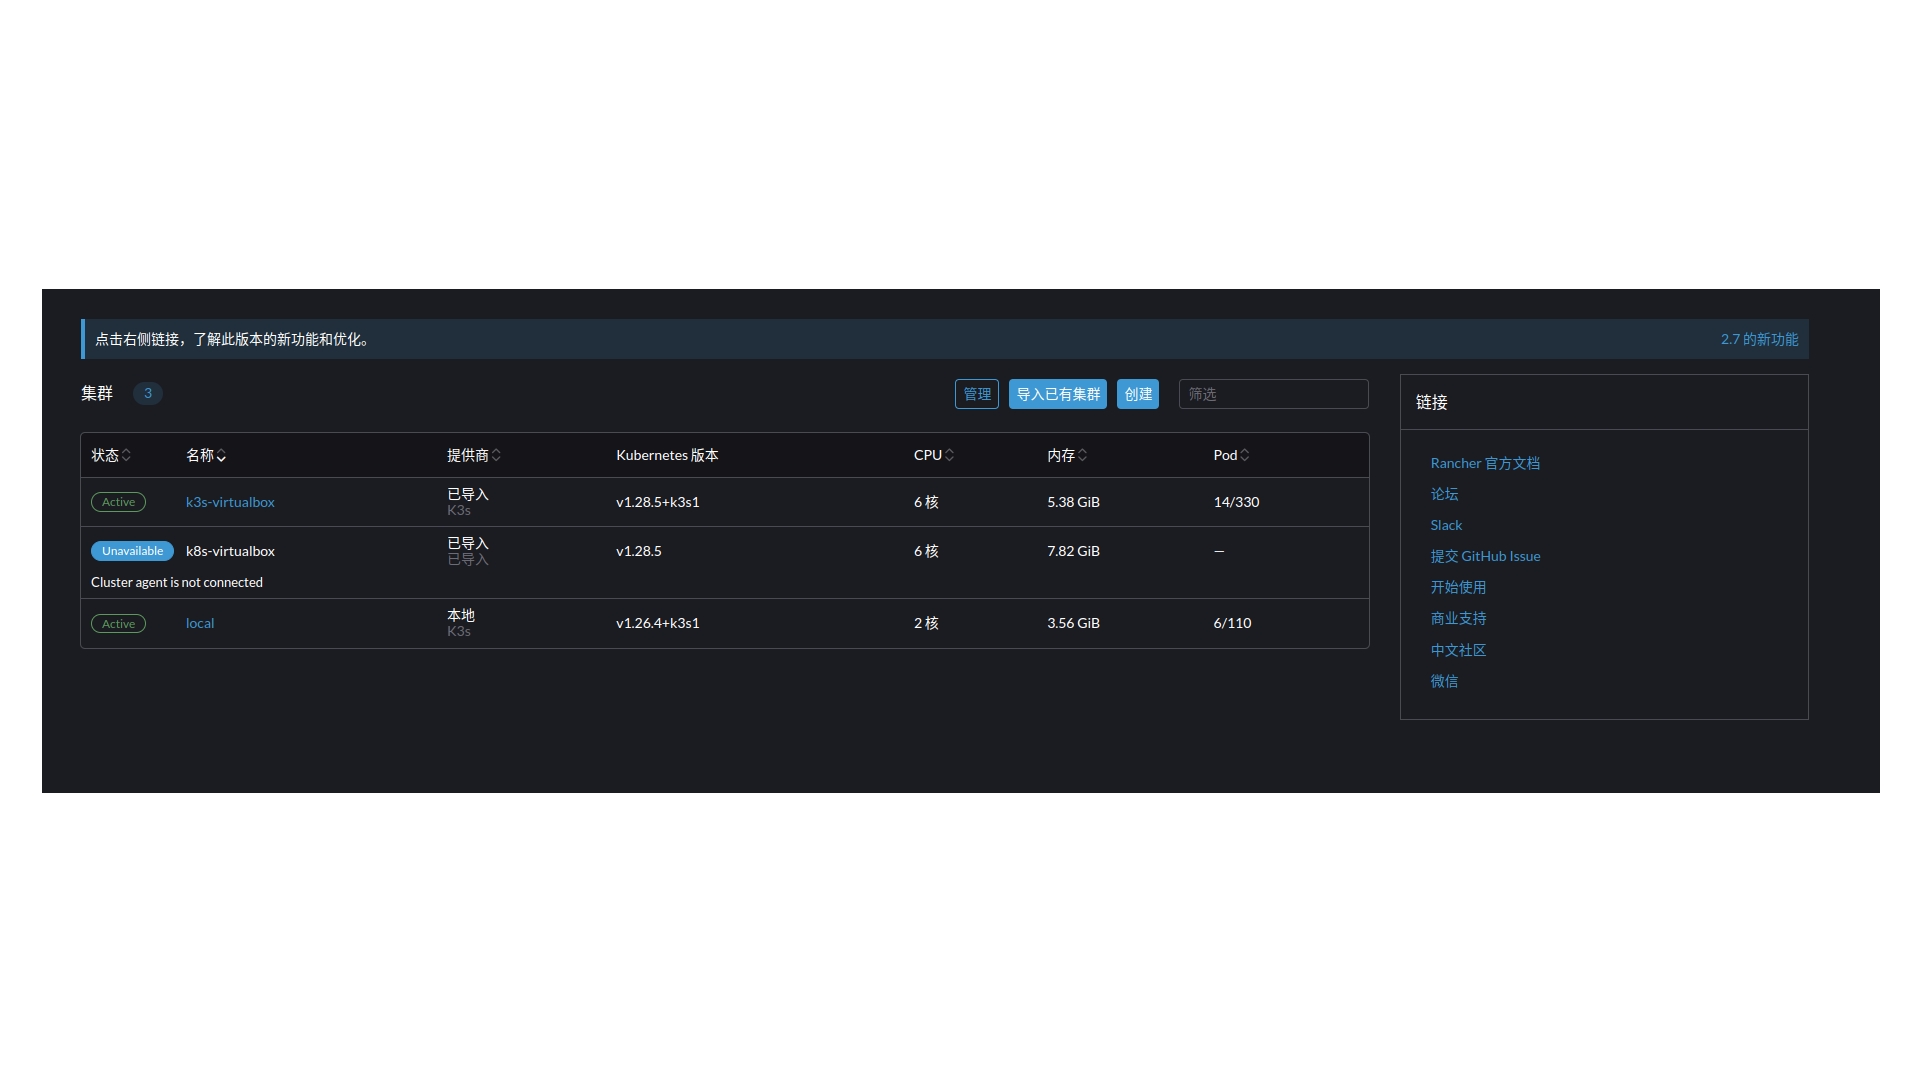 点击右侧链接，了解此版本的新功能和优化。 2.7 的新功能
集群 3 管理 导入已有集群 创建 筛选
状态 名称 提供商 Kubernetes 版本 CPU 内存 Pod
Active k3s-virtualbox 已导入 v1.28.5+k3s1 6 核 5.38 GiB 14/330
K3s
Unavailable k8s-virtualbox 已导入 v1.28.5 6 核 7.82 GiB —
已导入
Cluster agent is not connected
Active local 本地 v1.26.4+k3s1 2 核 3.56 GiB 6/110
K3s
链接
Rancher 官方文档
论坛
Slack
提交 GitHub Issue
开始使用
商业支持
中文社区
微信